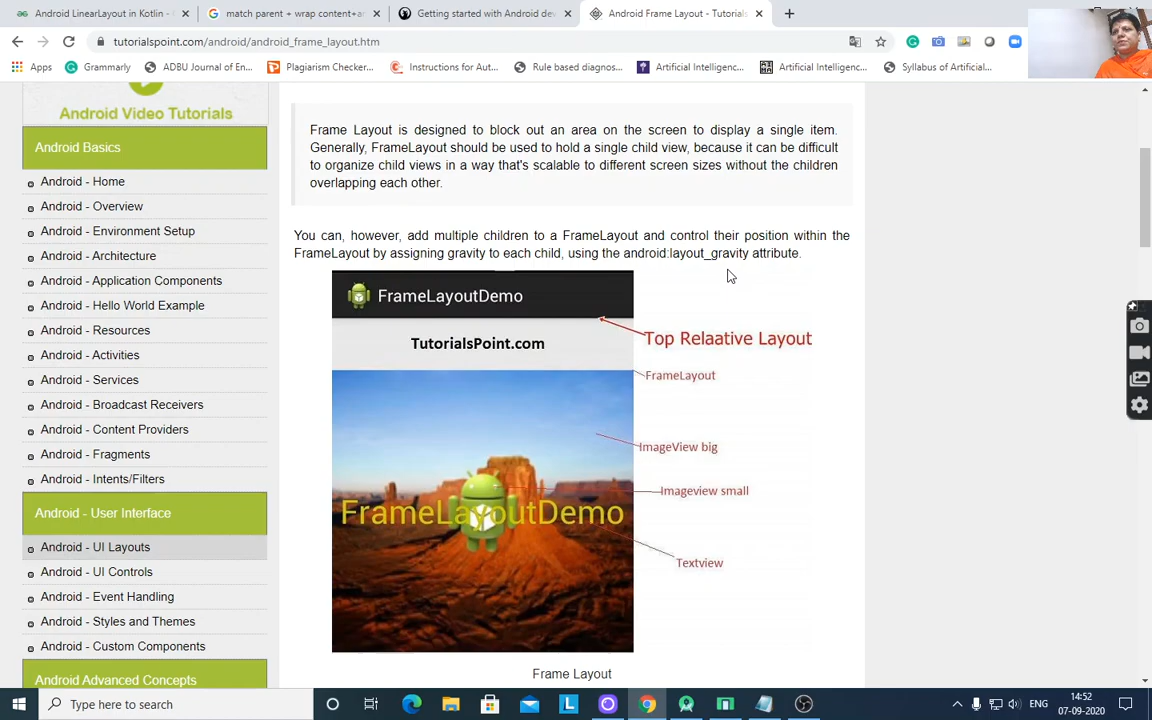 Android LinearLayout in Kotlin -
match parent + wrap content+ar
Getting started with Android dev
Android Frame Layout - Tutorials
tutorialspoint.com/android/android_frame_layout.htm
Apps
Grammarly
ADBU Journal of En...
Plagiarism Checker...
Instructions for Aut...
Rule based diagnos...
Artificial Intelligenc...
Artificial Intelligenc...
Syllabus of Artificial...
Android Video Tutorials
Android Basics
Android - Home
Android - Overview
Android - Environment Setup
Android - Architecture
Android - Application Components
Android - Hello World Example
Android - Resources
Android - Activities
Android - Services
Android - Broadcast Receivers
Android - Content Providers
Android - Fragments
Android - Intents/Filters
Android - User Interface
Android - UI Layouts
Android - UI Controls
Android - Event Handling
Android - Styles and Themes
Android - Custom Components
Android Advanced Concepts
Frame Layout is designed to block out an area on the screen to display a single item.
Generally, FrameLayout should be used to hold a single child view, because it can be difficult
to organize child views in a way that's scalable to different screen sizes without the children
overlapping each other.
You can, however, add multiple children to a FrameLayout and control their position within the
FrameLayout by assigning gravity to each child, using the android:layout_gravity attribute.
FrameLayoutDemo
Top Relaative Layout
TutorialsPoint.com
FrameLayout
ImageView big
Imageview small
FrameLayoutDemo
Textview
Frame Layout
Type here to search
ENG
14:52
07-09-2020